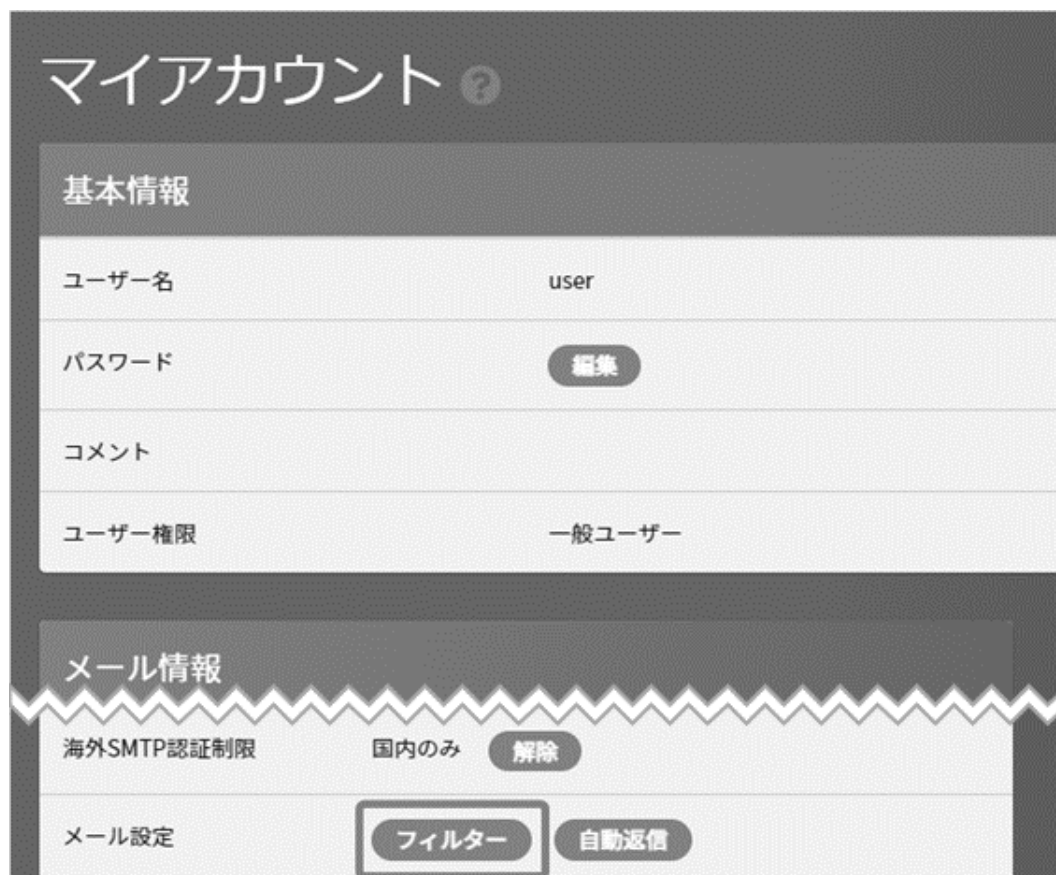 マイアカウント ?
基本情報
ユーザー名 user
パスワード 編集
コメント
ユーザー権限 一般ユーザー
メール情報
海外SMTP認証制限 国内のみ 解除
メール設定 フィルター 自動返信